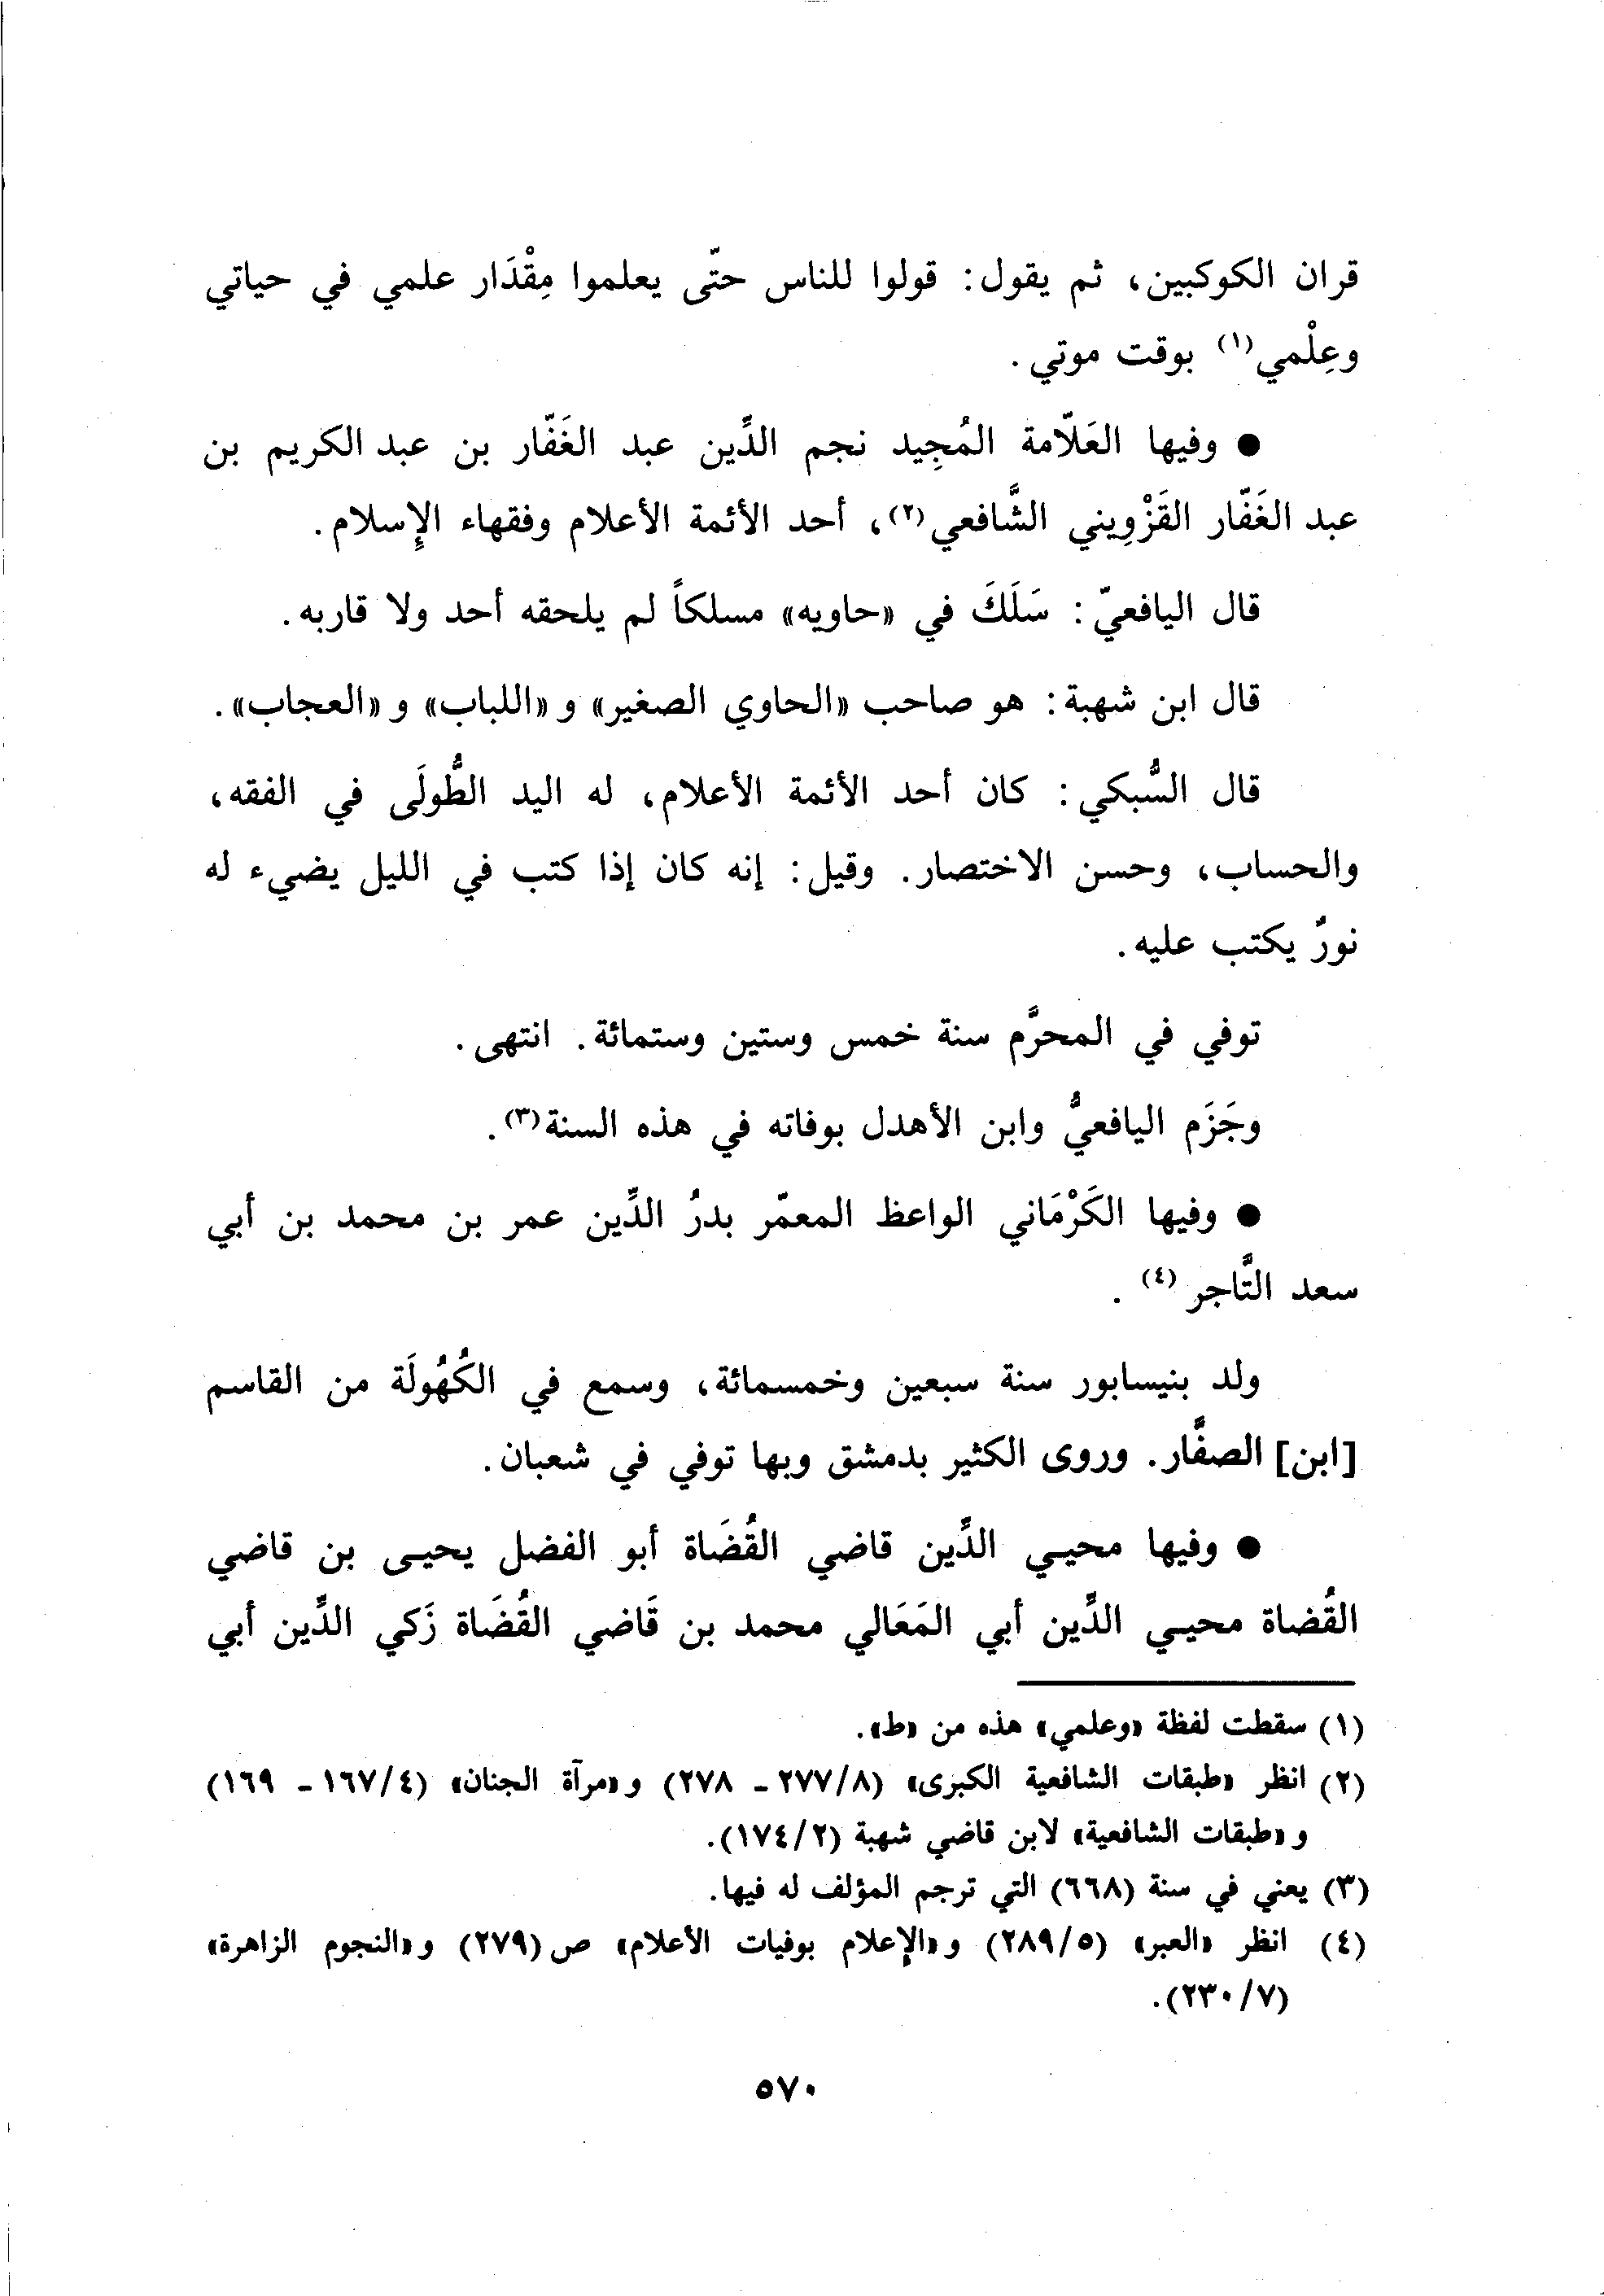 قران الكوكبين، ثم يقول: قولوا للناس حتّى يعلموا مِقْدَار علمي في حياتي
وعِلْمي(١) بوقت موتي.
● وفيها العَلّامة المُجِيد نجم الدِّين عبد الغَفّار بن عبد الكريم بن
عبد الغَفّار القَزْوِيني الشَّافعي(٢)، أحد الأئمة الأعلام وفقهاء الإسلام.
قال اليافعيّ: سَلَكَ في «حاويه» مسلكاً لم يلحقه أحد ولا قاربه.
قال ابن شهبة: هو صاحب «الحاوي الصغير» و «اللباب» و «العجاب».
قال السُّبكي: كان أحد الأئمة الأعلام، له اليد الطُّولَى في الفقه،
والحساب، وحسن الاختصار. وقيل: إنه كان إذا كتب في الليل يضيء له
نورٌ يكتب عليه.
توفي في المحرَّم سنة خمس وستين وستمائة. انتهى.
وجَزَم اليافعيُّ وابن الأهدل بوفاته في هذه السنة(٣).
● وفيها الكَرْمَاني الواعظ المعمّر بدرُ الدِّين عمر بن محمد بن أبي
سعد التَّاجر(٤).
ولد بنيسابور سنة سبعين وخمسمائة، وسمع في الكُهُولَة من القاسم
[ابن] الصفَّار. وروى الكثير بدمشق وبها توفي في شعبان.
● وفيها محيي الدِّين قاضي القُضَاة أبو الفضل يحيى بن قاضي
القُضاة محيي الدِّين أبي المَعَالي محمد بن قَاضي القُضَاة زَكي الدِّين أبي
(١) سقطت لفظة «وعلمي» هذه من «ط».
(٢) انظر «طبقات الشافعية الكبرى» (٢٧٧/٨ - ٢٧٨) و«مرآة الجنان» (١٦٧/٤ - ١٦٩)
و«طبقات الشافعية» لابن قاضي شهبة (١٧٤/٢).
(٣) يعني في سنة (٦٦٨) التي ترجم المؤلف له فيها.
(٤) انظر «العبر» (٢٨٩/٥) و«الإعلام بوفيات الأعلام» ص(٢٧٩) و«النجوم الزاهرة»
(٢٣٠/٧).
٥٧٠